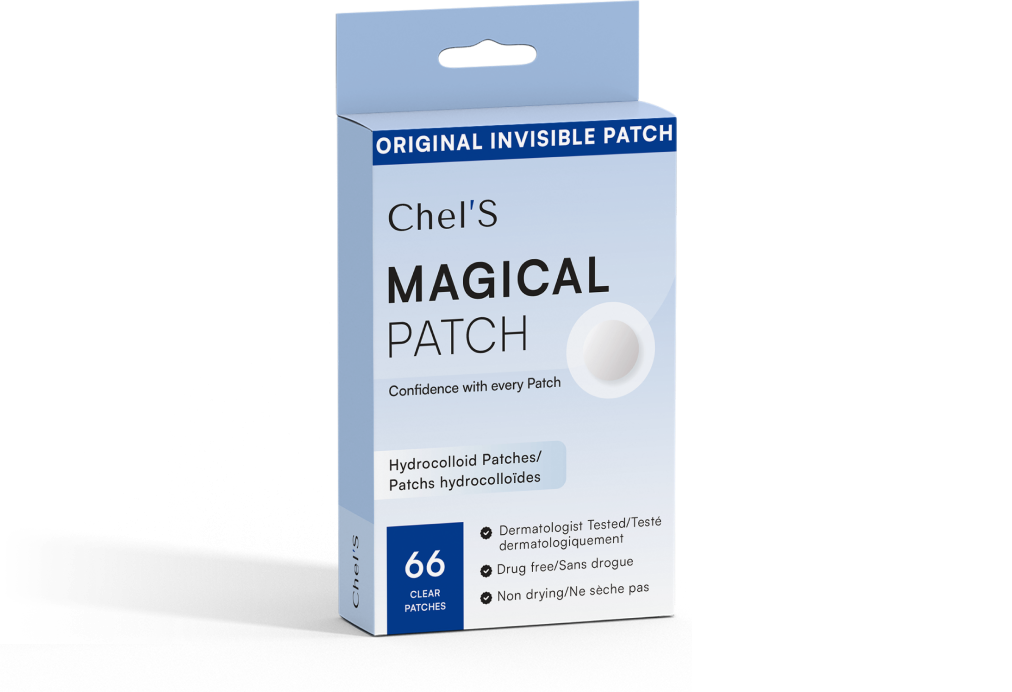 ORIGINAL INVISIBLE PATCH
Chel'S
MAGICAL
PATCH
Confidence with every Patch
Hydrocolloid Patches/
Patchs hydrocolloïdes
66
CLEAR
PATCHES
Dermatologist Tested/Testé
dermatologiquement
Drug free/Sans drogue
Non drying/Ne sèche pas
Chel'S